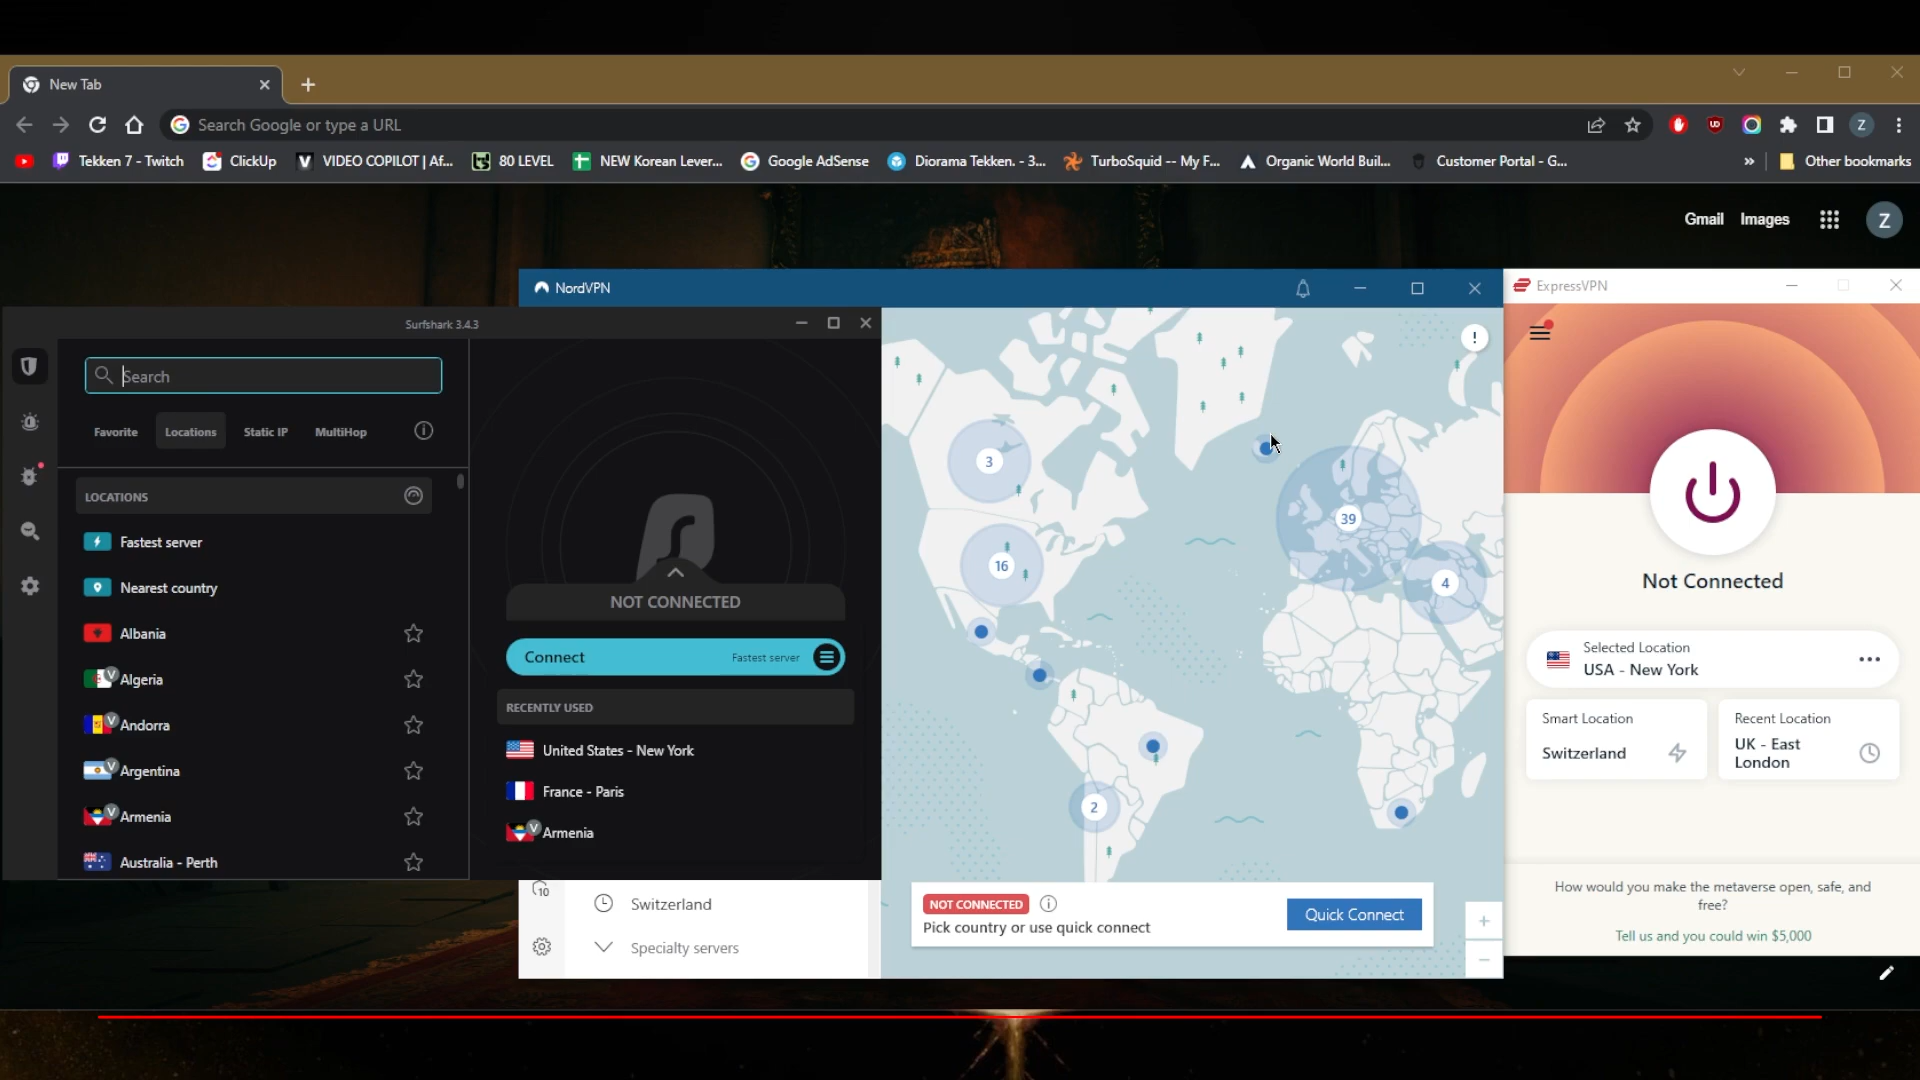 New Tab
Search Google or type a URL
Z
Tekken 7 - Twitch
ClickUp
VIDEO COPILOT | Af...
80 LEVEL
NEW Korean Lever...
Google AdSense
Diorama Tekken. - 3...
TurboSquid -- My F...
Organic World Buil...
Customer Portal - G...
»
Other bookmarks
Gmail
Images
Z
NordVPN
ExpressVPN
Surfshark 3.4.3
Search
Favorite
Locations
Static IP
MultiHop
LOCATIONS
Fastest server
Nearest country
Albania
V
Algeria
V
Andorra
V
Argentina
V
Armenia
Australia - Perth
NOT CONNECTED
Connect
Fastest server
RECENTLY USED
United States - New York
France - Paris
V
Armenia
10
Switzerland
Specialty servers
!
3
39
16
4
2
NOT CONNECTED
Pick country or use quick connect
Quick Connect
+
−
Not Connected
Selected Location
USA - New York
Smart Location
Switzerland
Recent Location
UK - East
London
How would you make the metaverse open, safe, and
free?
Tell us and you could win $5,000